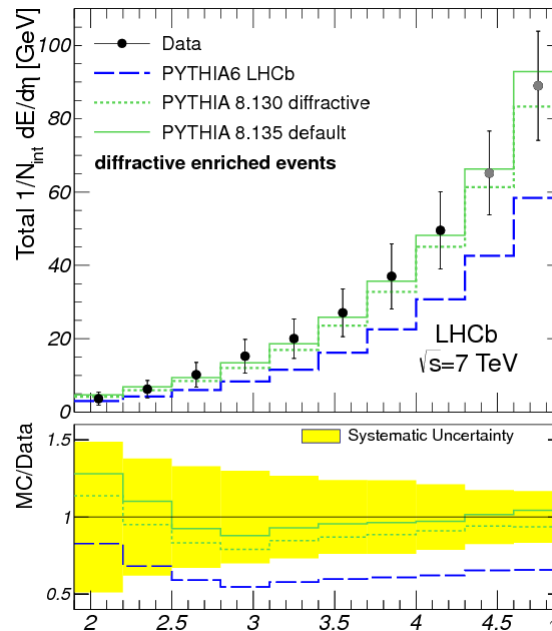 Total 1/N_int dE/dη [GeV]
100
80
60
40
20
0
Data
PYTHIA6 LHCb
PYTHIA 8.130 diffractive
PYTHIA 8.135 default
diffractive enriched events
LHCb
√s=7 TeV
MC/Data
1.5
1
0.5
Systematic Uncertainty
2 2.5 3 3.5 4 4.5